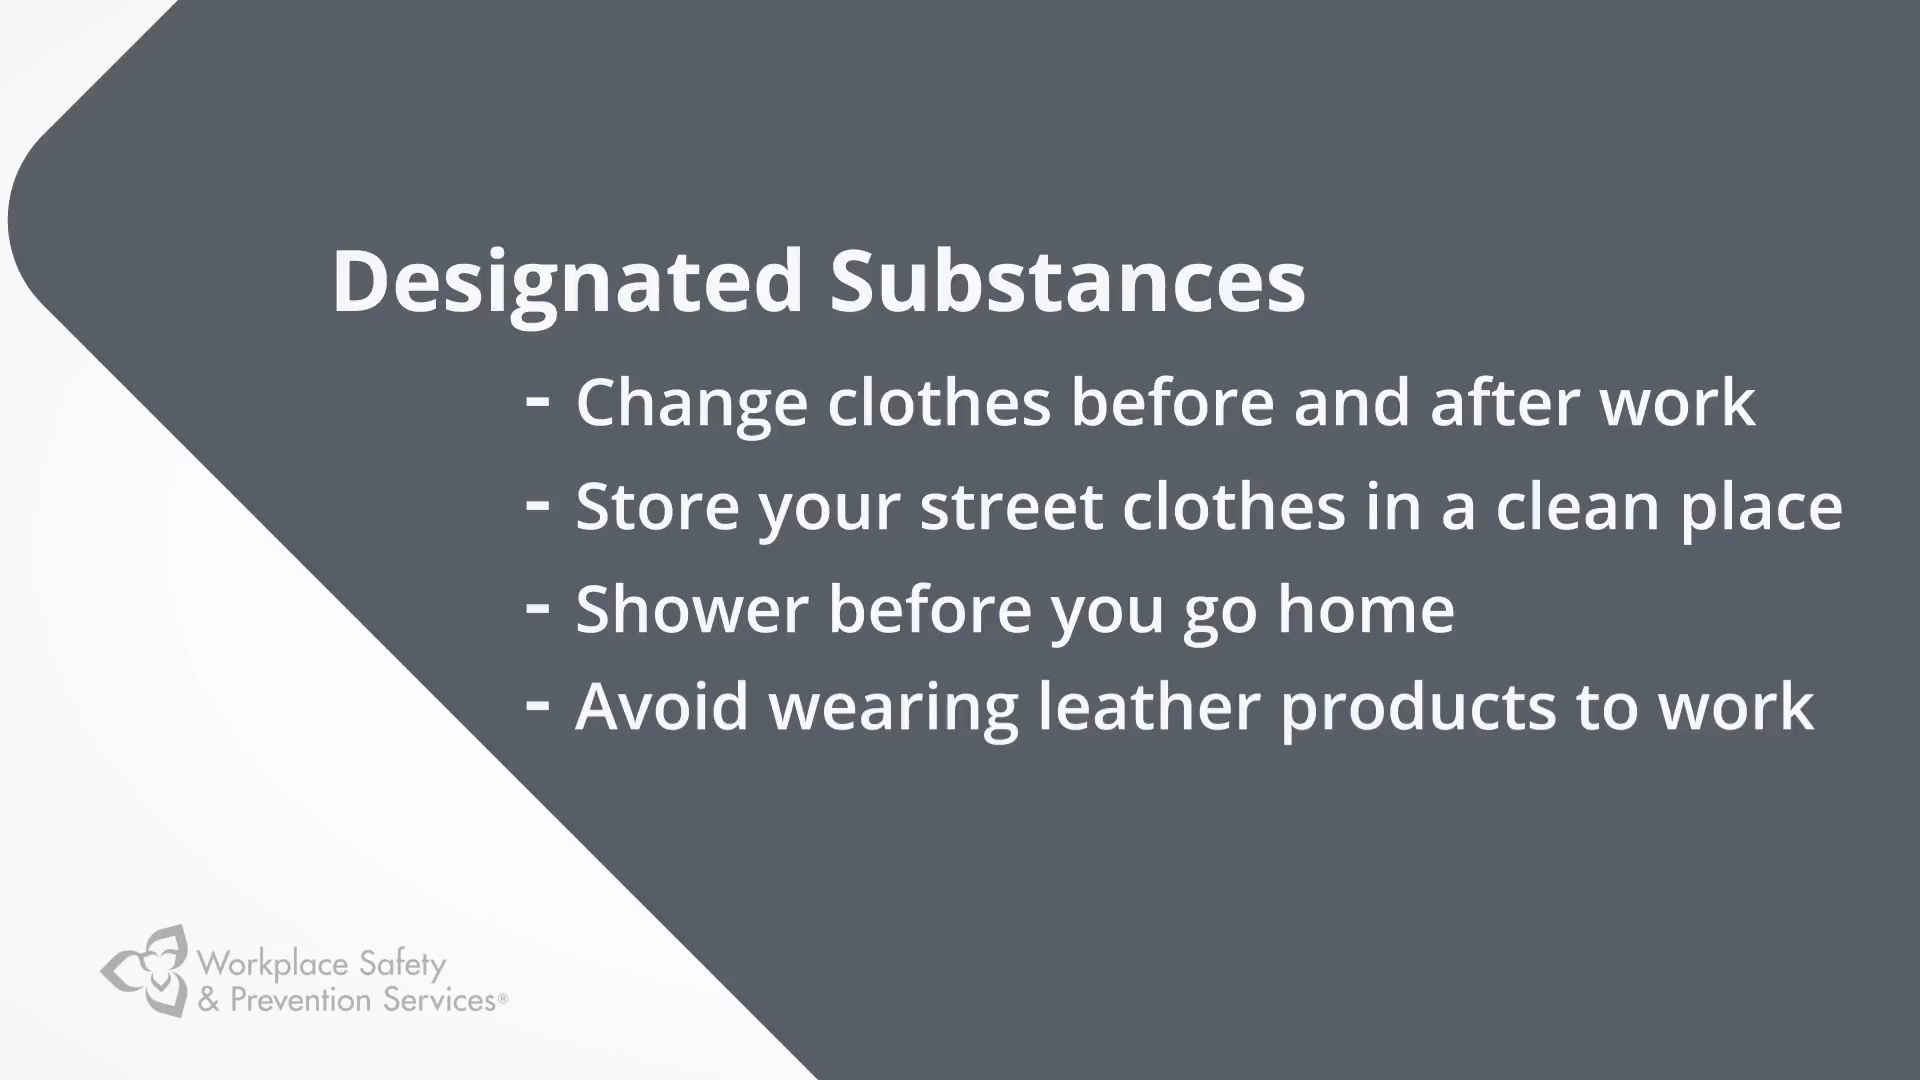 Designated Substances
- Change clothes before and after work
- Store your street clothes in a clean place
- Shower before you go home
- Avoid wearing leather products to work
Workplace Safety
& Prevention Services®